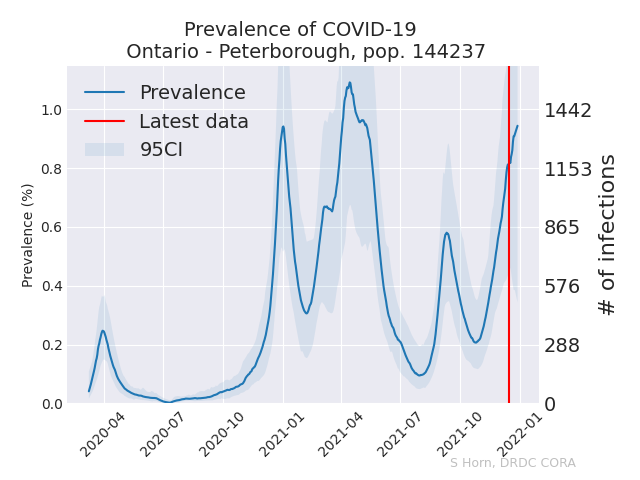 Prevalence of COVID-19
Ontario - Peterborough, pop. 144237
Prevalence
Latest data
95CI
Prevalence (%)
1.0
0.8
0.6
0.4
0.2
0.0
1442
1153
865
576
288
0
# of infections
2020-04
2020-07
2020-10
2021-01
2021-04
2021-07
2021-10
2022-01
S Horn, DRDC CORA